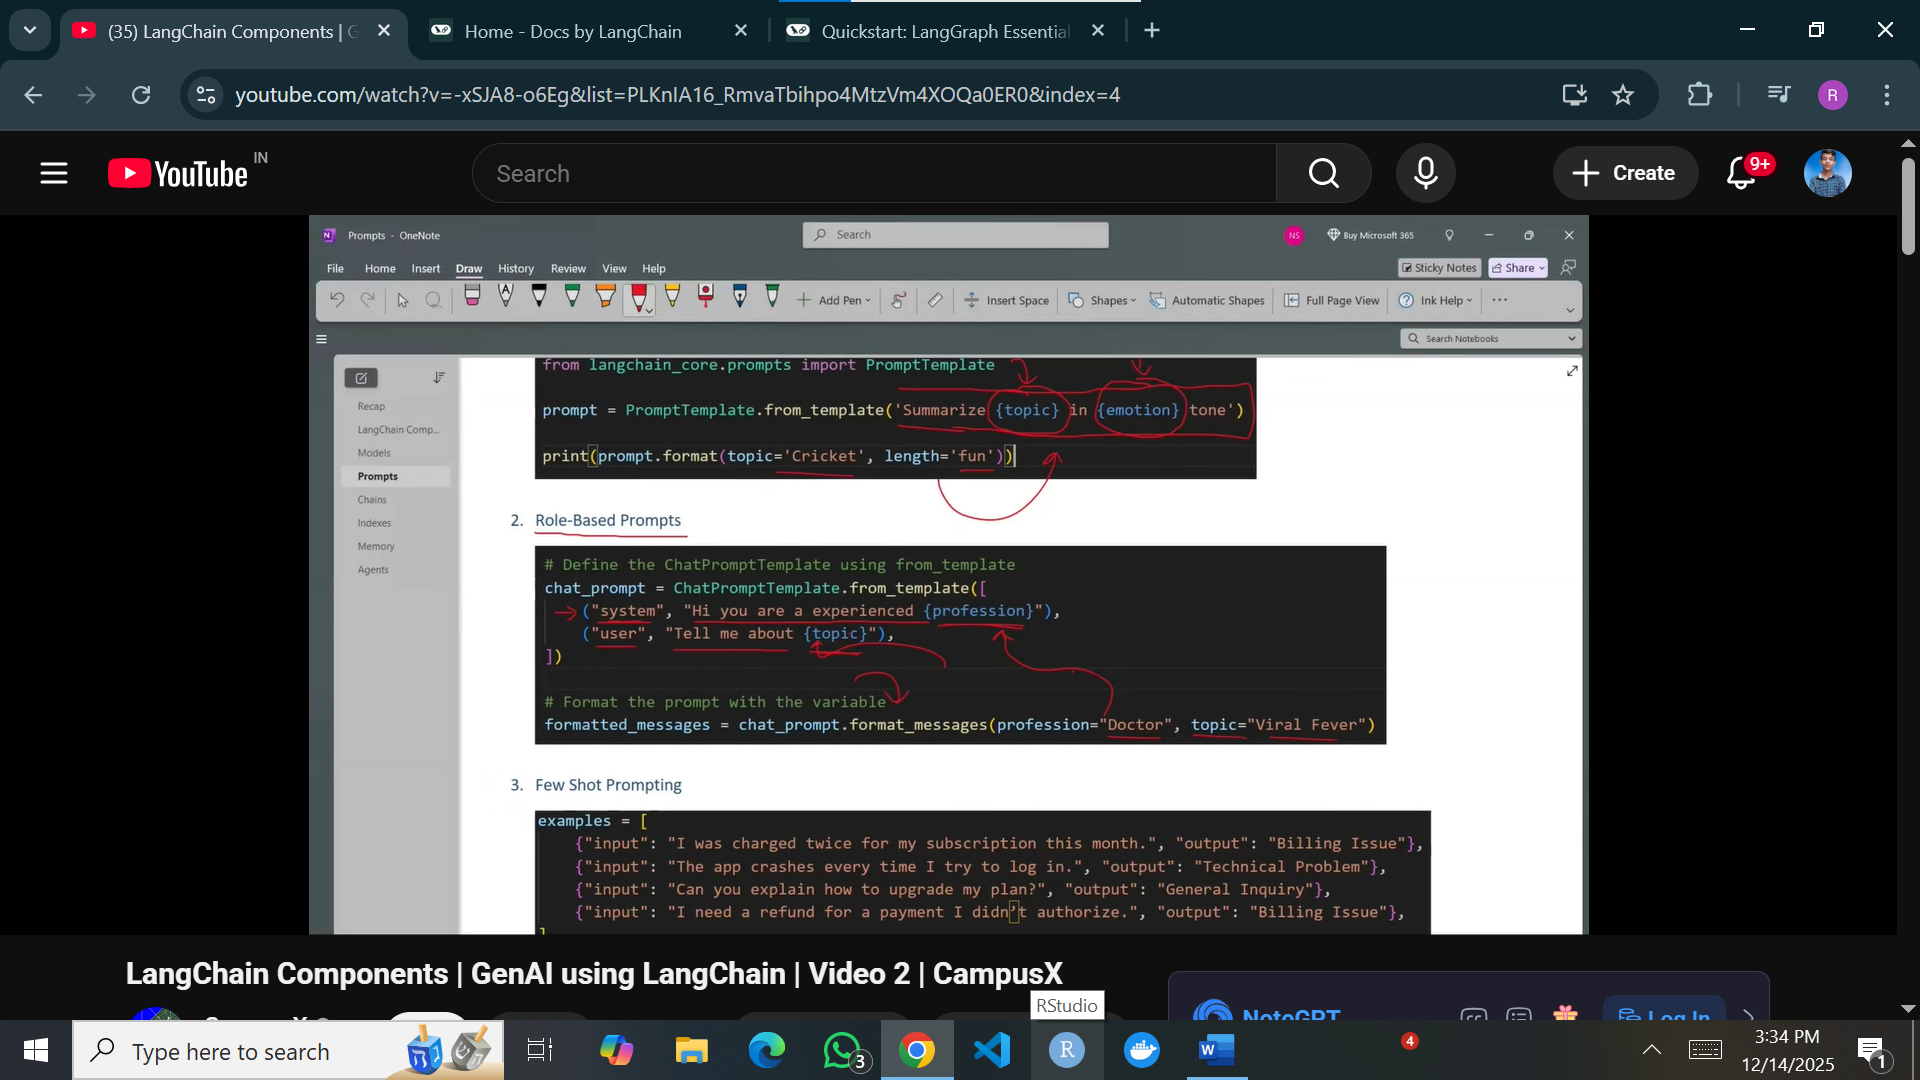 (35) LangChain Components | G
Home - Docs by LangChain
Quickstart: LangGraph Essential
youtube.com/watch?v=-xSJA8-o6Eg&list=PLKnIA16_RmvaTbihpo4MtzVm4XOQa0ER0&index=4
R
YouTube IN
Search
Create
9+
Prompts - OneNote
Search
NS
Buy Microsoft 365
File Home Insert Draw History Review View Help
Sticky Notes
Share
Add Pen
Insert Space
Shapes
Automatic Shapes
Full Page View
Ink Help
Search Notebooks
Recap
LangChain Comp...
Models
Prompts
Chains
Indexes
Memory
Agents
from langchain_core.prompts import PromptTemplate
prompt = PromptTemplate.from_template('Summarize {topic} in {emotion} tone')
print(prompt.format(topic='Cricket', length='fun'))
2. Role-Based Prompts
# Define the ChatPromptTemplate using from_template
chat_prompt = ChatPromptTemplate.from_template([
("system", "Hi you are a experienced {profession}"),
("user", "Tell me about {topic}"),
])
# Format the prompt with the variable
formatted_messages = chat_prompt.format_messages(profession="Doctor", topic="Viral Fever")
3. Few Shot Prompting
examples = [
{"input": "I was charged twice for my subscription this month.", "output": "Billing Issue"},
{"input": "The app crashes every time I try to log in.", "output": "Technical Problem"},
{"input": "Can you explain how to upgrade my plan?", "output": "General Inquiry"},
{"input": "I need a refund for a payment I didn't authorize.", "output": "Billing Issue"},
]
LangChain Components | GenAI using LangChain | Video 2 | CampusX
RStudio
NoteGPT
Log In
Type here to search
3
R
W
4
3:34 PM
12/14/2025
1